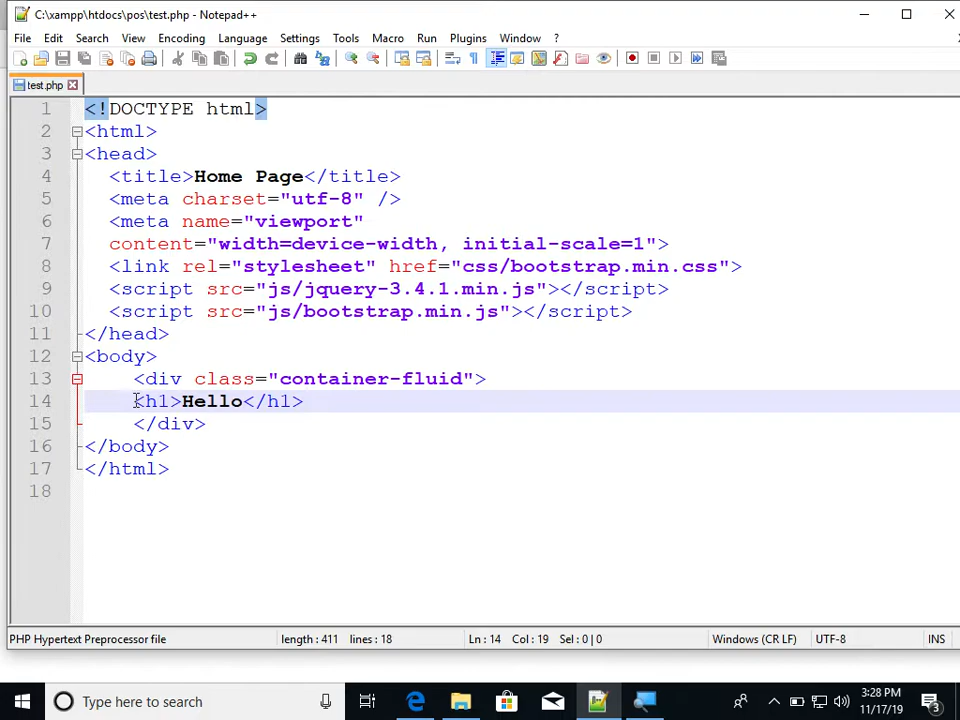 C:\xampp\htdocs\pos\test.php - Notepad++
File Edit Search View Encoding Language Settings Tools Macro Run Plugins Window ?
test.php
1 <!DOCTYPE html>
2 <html>
3 <head>
4 <title>Home Page</title>
5 <meta charset="utf-8" />
6 <meta name="viewport"
7 content="width=device-width, initial-scale=1">
8 <link rel="stylesheet" href="css/bootstrap.min.css">
9 <script src="js/jquery-3.4.1.min.js"></script>
10 <script src="js/bootstrap.min.js"></script>
11 </head>
12 <body>
13 <div class="container-fluid">
14 <h1>Hello</h1>
15 </div>
16 </body>
17 </html>
18
PHP Hypertext Preprocessor file length : 411 lines : 18 Ln : 14 Col : 19 Sel : 0 | 0 Windows (CR LF) UTF-8 INS
Type here to search
3:28 PM
11/17/19
3